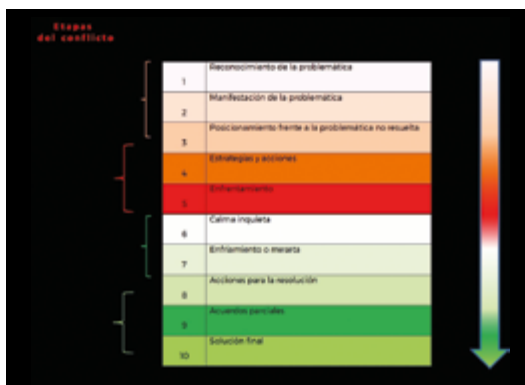 Etapas
del conflicto
1 Reconocimiento de la problemática
2 Manifestación de la problemática
3 Posicionamiento frente a la problemática no resuelta
4 Estrategias y acciones
5 Enfrentamiento
6 Calma inquieta
7 Enfriamiento o meseta
8 Acciones para la resolución
9 Acuerdos parciales
10 Solución final